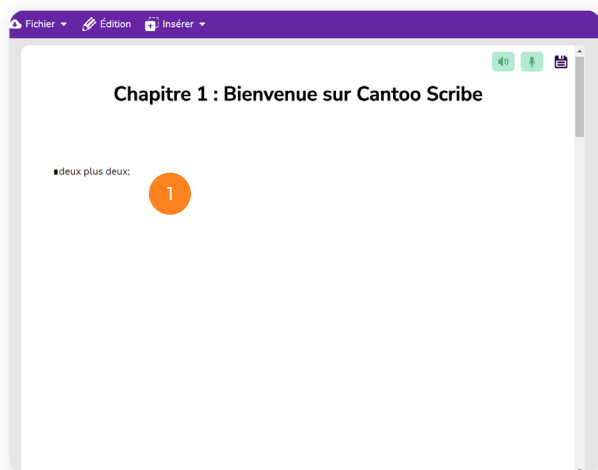 Fichier Édition Insérer
Chapitre 1 : Bienvenue sur Cantoo Scribe
deux plus deux;
1